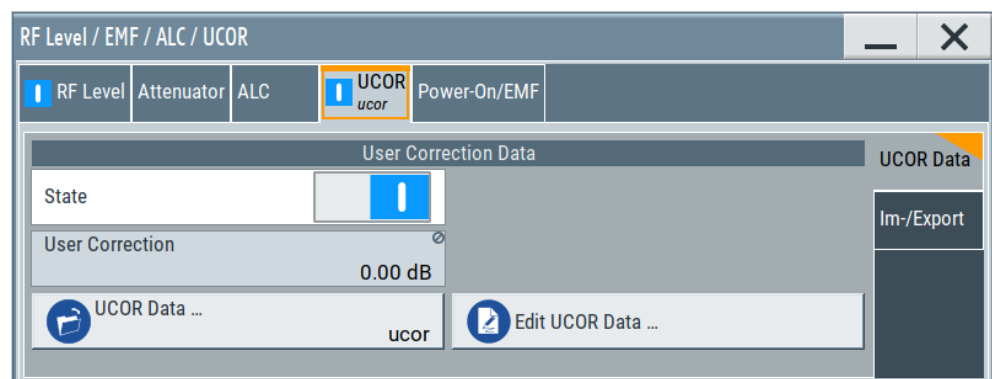 RF Level / EMF / ALC / UCOR
RF Level
Attenuator
ALC
UCOR
ucor
Power-On/EMF
User Correction Data
UCOR Data
State
Im-/Export
User Correction
0.00 dB
UCOR Data ...
ucor
Edit UCOR Data ...